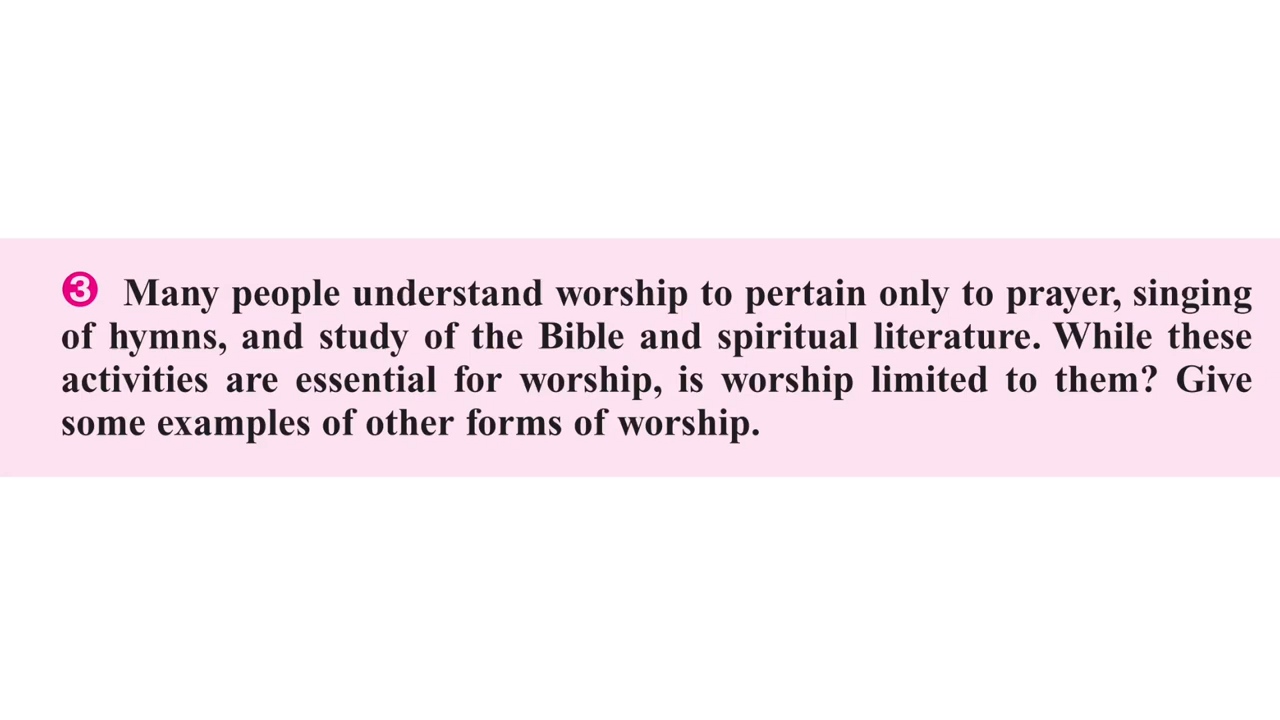 ❸ Many people understand worship to pertain only to prayer, singing
of hymns, and study of the Bible and spiritual literature. While these
activities are essential for worship, is worship limited to them? Give
some examples of other forms of worship.